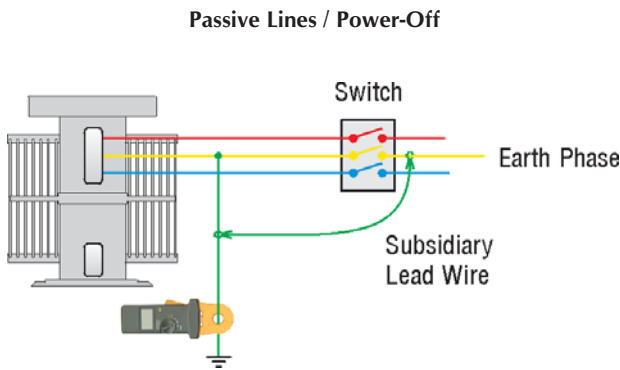 Passive Lines / Power-Off
Switch
Earth Phase
Subsidiary
Lead Wire